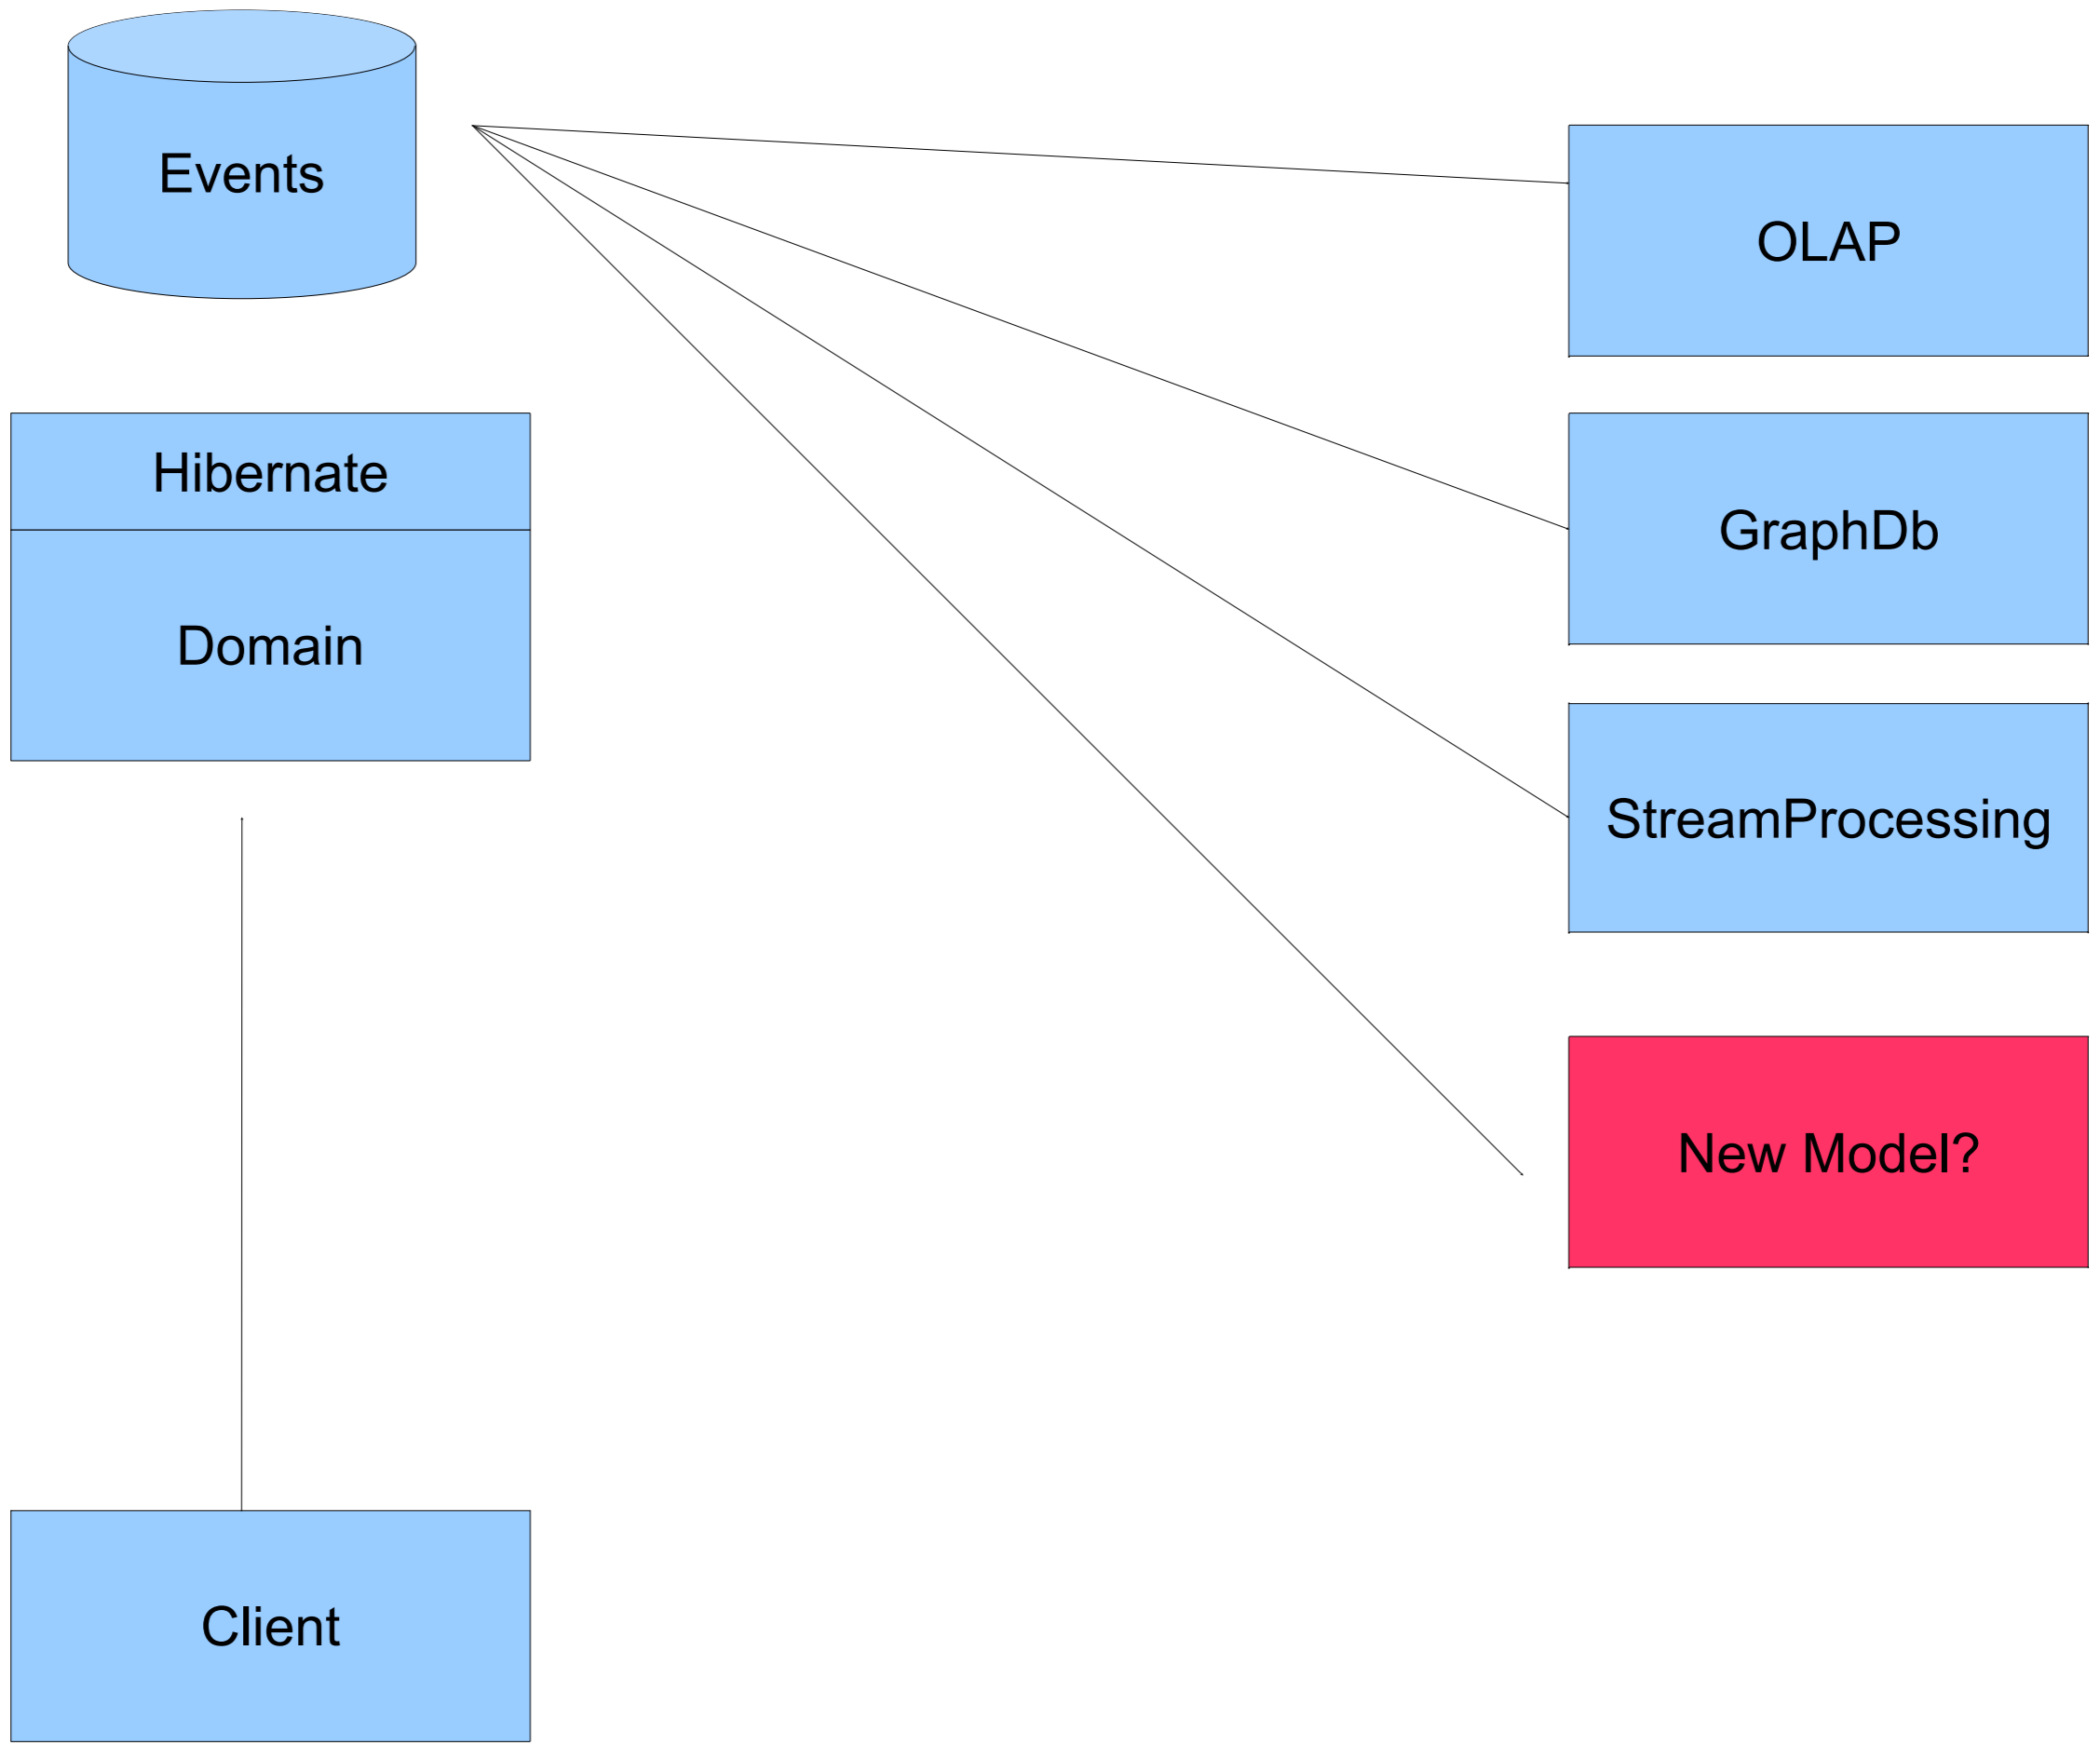 Events
OLAP
Hibernate
GraphDb
Domain
StreamProcessing
New Model?
Client